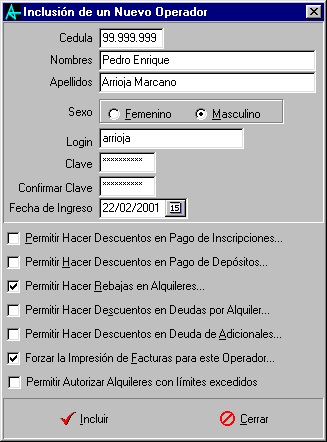 Inclusión de un Nuevo Operador
Cedula 99.999.999
Nombres Pedro Enrique
Apellidos Arrioja Marcano
Sexo Femenino Masculino
Login arrioja
Clave **********
Confirmar Clave **********
Fecha de Ingreso 22/02/2001 15
Permitir Hacer Descuentos en Pago de Inscripciones...
Permitir Hacer Descuentos en Pago de Depósitos...
Permitir Hacer Rebajas en Alquileres...
Permitir Hacer Descuentos en Deudas por Alquiler...
Permitir Hacer Descuentos en Deuda de Adicionales...
Forzar la Impresión de Facturas para este Operador...
Permitir Autorizar Alquileres con límites excedidos
Incluir Cerrar